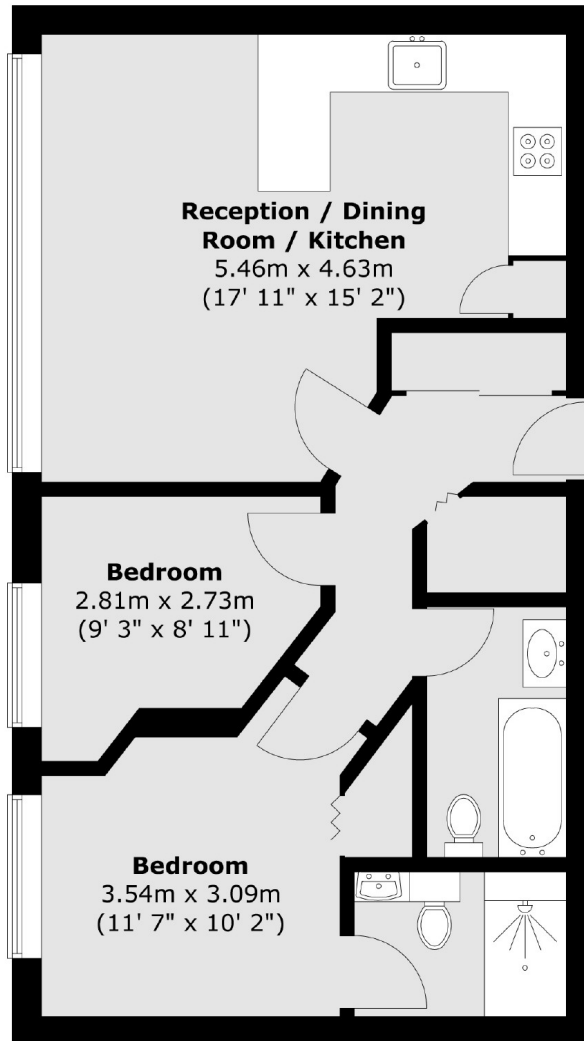 Reception / Dining
Room / Kitchen
5.46m x 4.63m
(17' 11" x 15' 2")
Bedroom
2.81m x 2.73m
(9' 3" x 8' 11")
Bedroom
3.54m x 3.09m
(11' 7" x 10' 2")